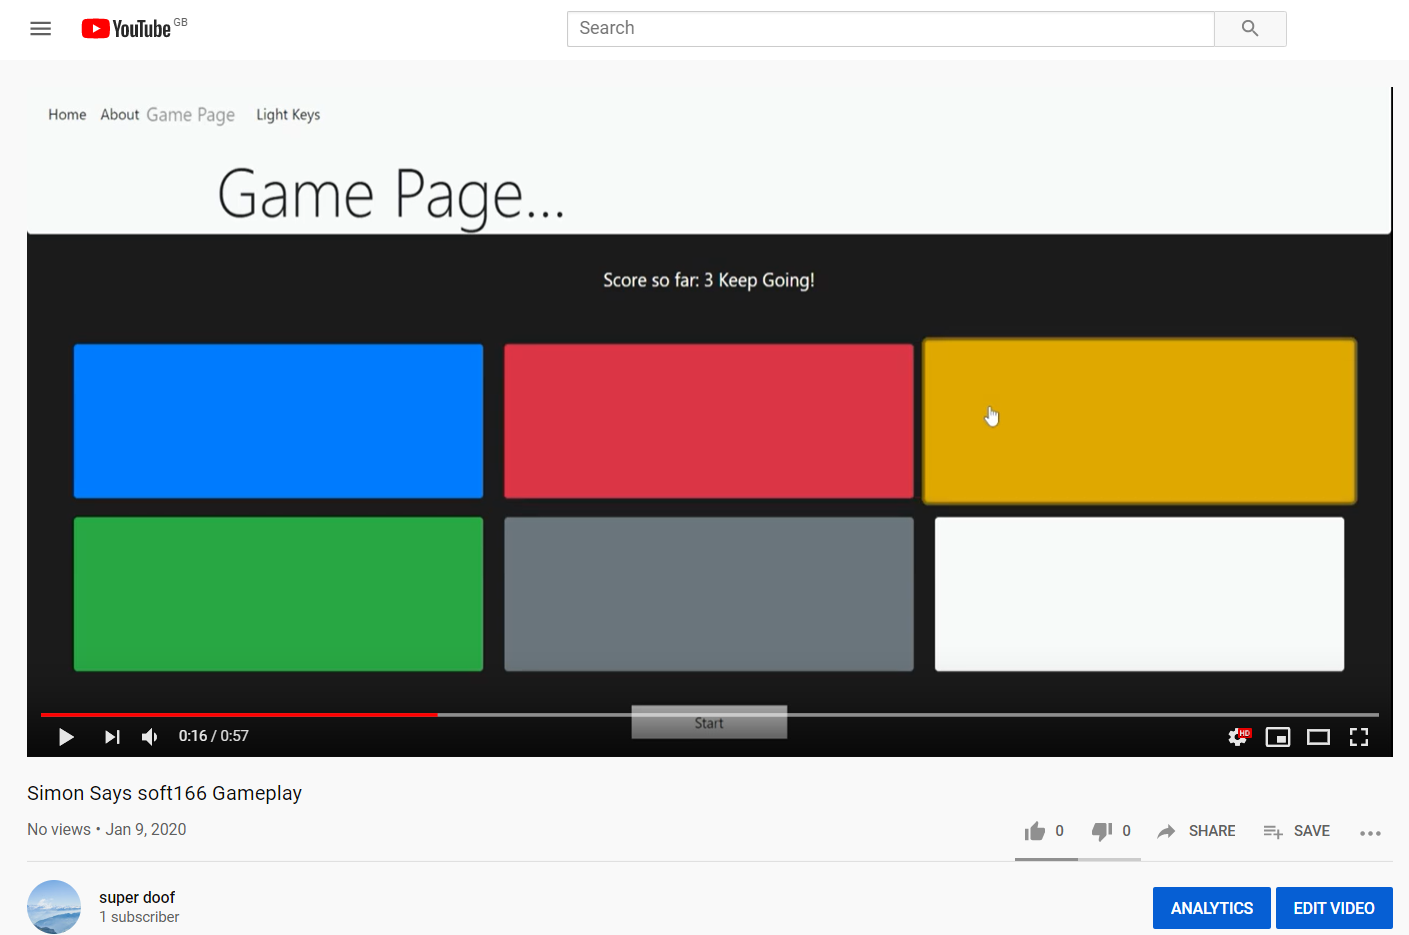 YouTube GB
Search
Home About Game Page Light Keys
Game Page...
Score so far: 3 Keep Going!
Start
0:16 / 0:57
HD
Simon Says soft166 Gameplay
No views • Jan 9, 2020
0 0 SHARE SAVE
super doof
1 subscriber
ANALYTICS EDIT VIDEO